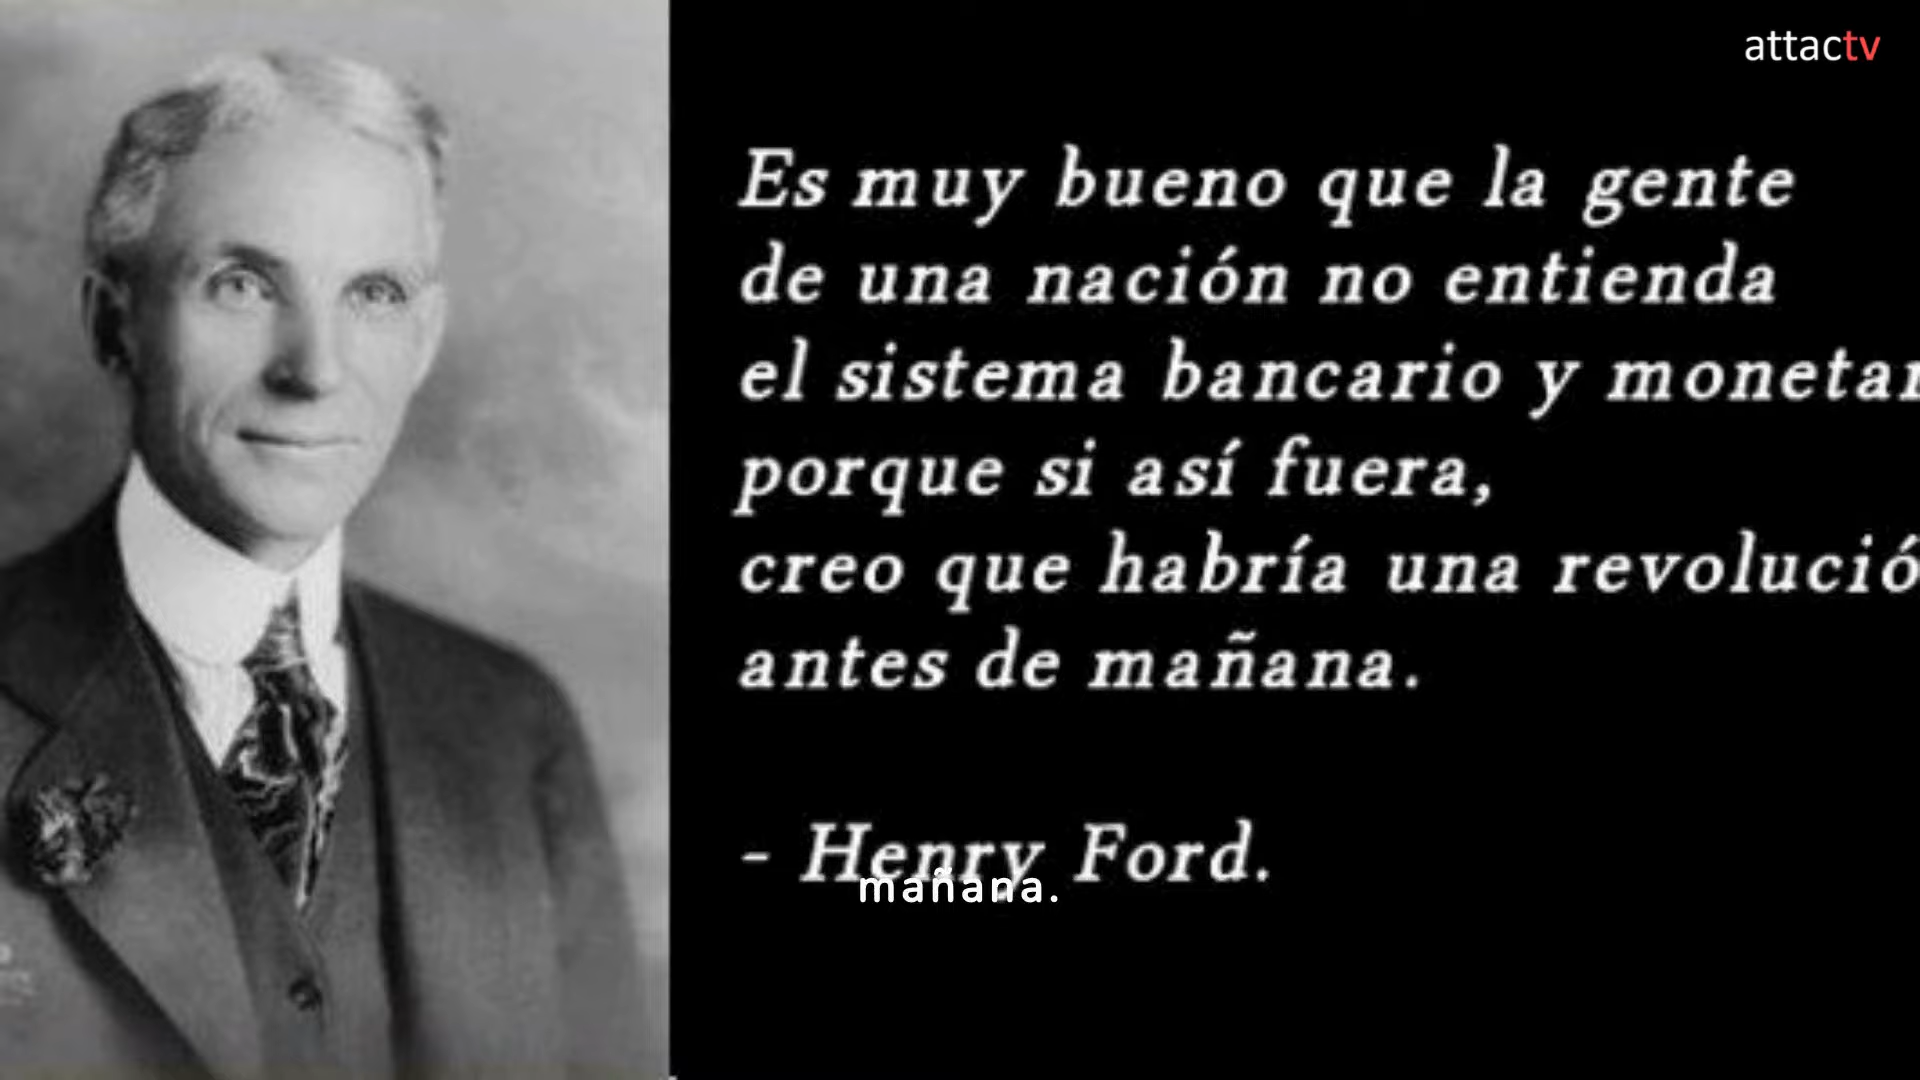 attactv
Es muy bueno que la gente
de una nación no entienda
el sistema bancario y monetar
porque si así fuera,
creo que habría una revolució
antes de mañana.
- Henry Ford.
mañana.